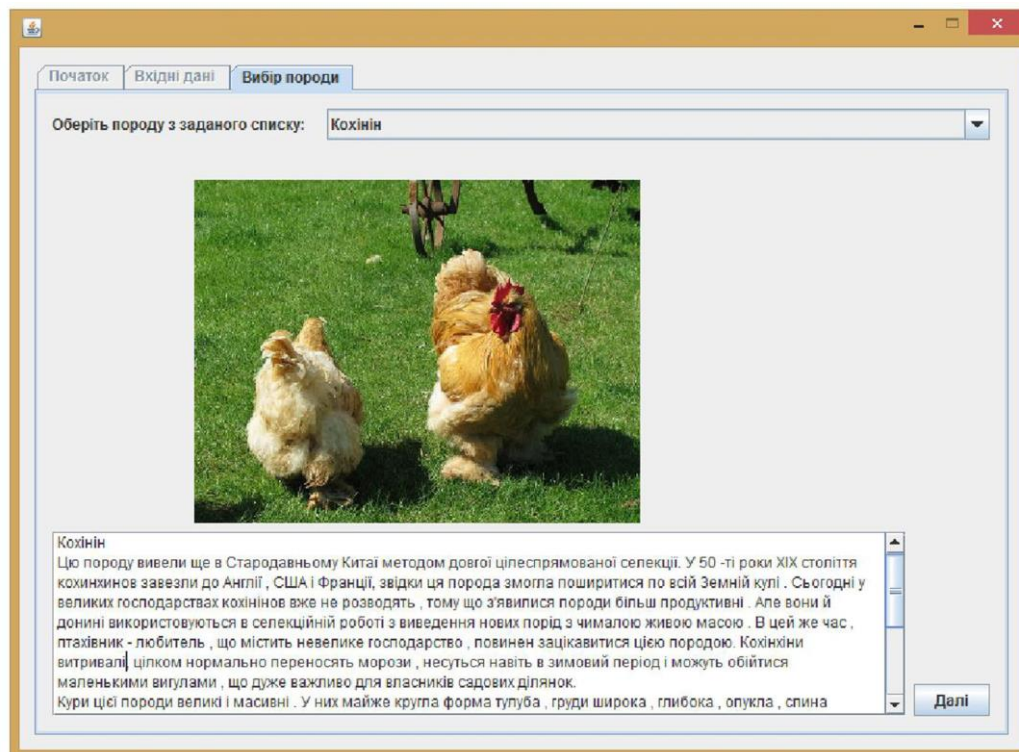 Початок Вхідні дані Вибір породи
Оберіть породу з заданого списку: Кохінін
Кохінін
Цю породу вивели ще в Стародавньому Китаї методом довгої цілеспрямованої селекції. У 50 -ті роки XIX століття
кохинхинов завезли до Англії , США і Франції, звідки ця порода змогла поширитися по всій Земній кулі . Сьогодні у
великих господарствах кохінінов вже не розводять , тому що з'явилися породи більш продуктивні . Але вони й
донині використовуються в селекційній роботі з виведення нових порід з чималою живою масою . В цей же час ,
птахівник - любитель , що містить невелике господарство , повинен зацікавитися цією породою. Кохінхіни
витривалі, цілком нормально переносять морози , несуться навіть в зимовий період і можуть обійтися
маленькими вигулами , що дуже важливо для власників садових ділянок.
Кури цієї породи великі і масивні . У них майже кругла форма тулуба , груди широка , глибока , опукла , спина
Далі